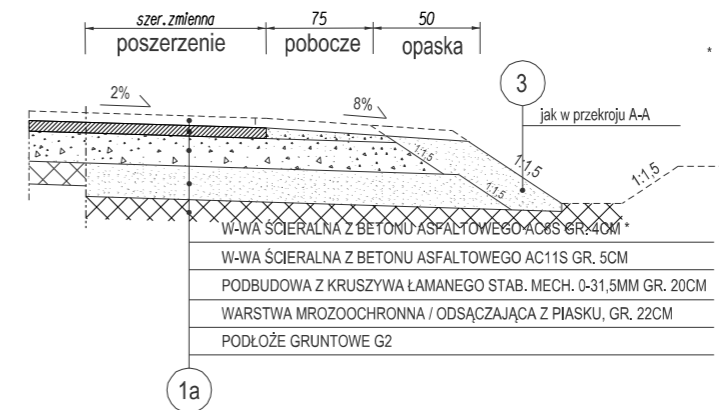 szer.zmienna 75 50
poszerzenie pobocze opaska
*
2%
8%
3
jak w przekroju A-A
1:1,5
1:1,5
1:1,5
1:1,5
W-WA ŚCIERALNA Z BETONU ASFALTOWEGO AC8S GR. 4CM *
W-WA ŚCIERALNA Z BETONU ASFALTOWEGO AC11S GR. 5CM
PODBUDOWA Z KRUSZYWA ŁAMANEGO STAB. MECH. 0-31,5MM GR. 20CM
WARSTWA MROZOOCHRONNA / ODSĄCZAJĄCA Z PIASKU, GR. 22CM
PODŁOŻE GRUNTOWE G2
1a